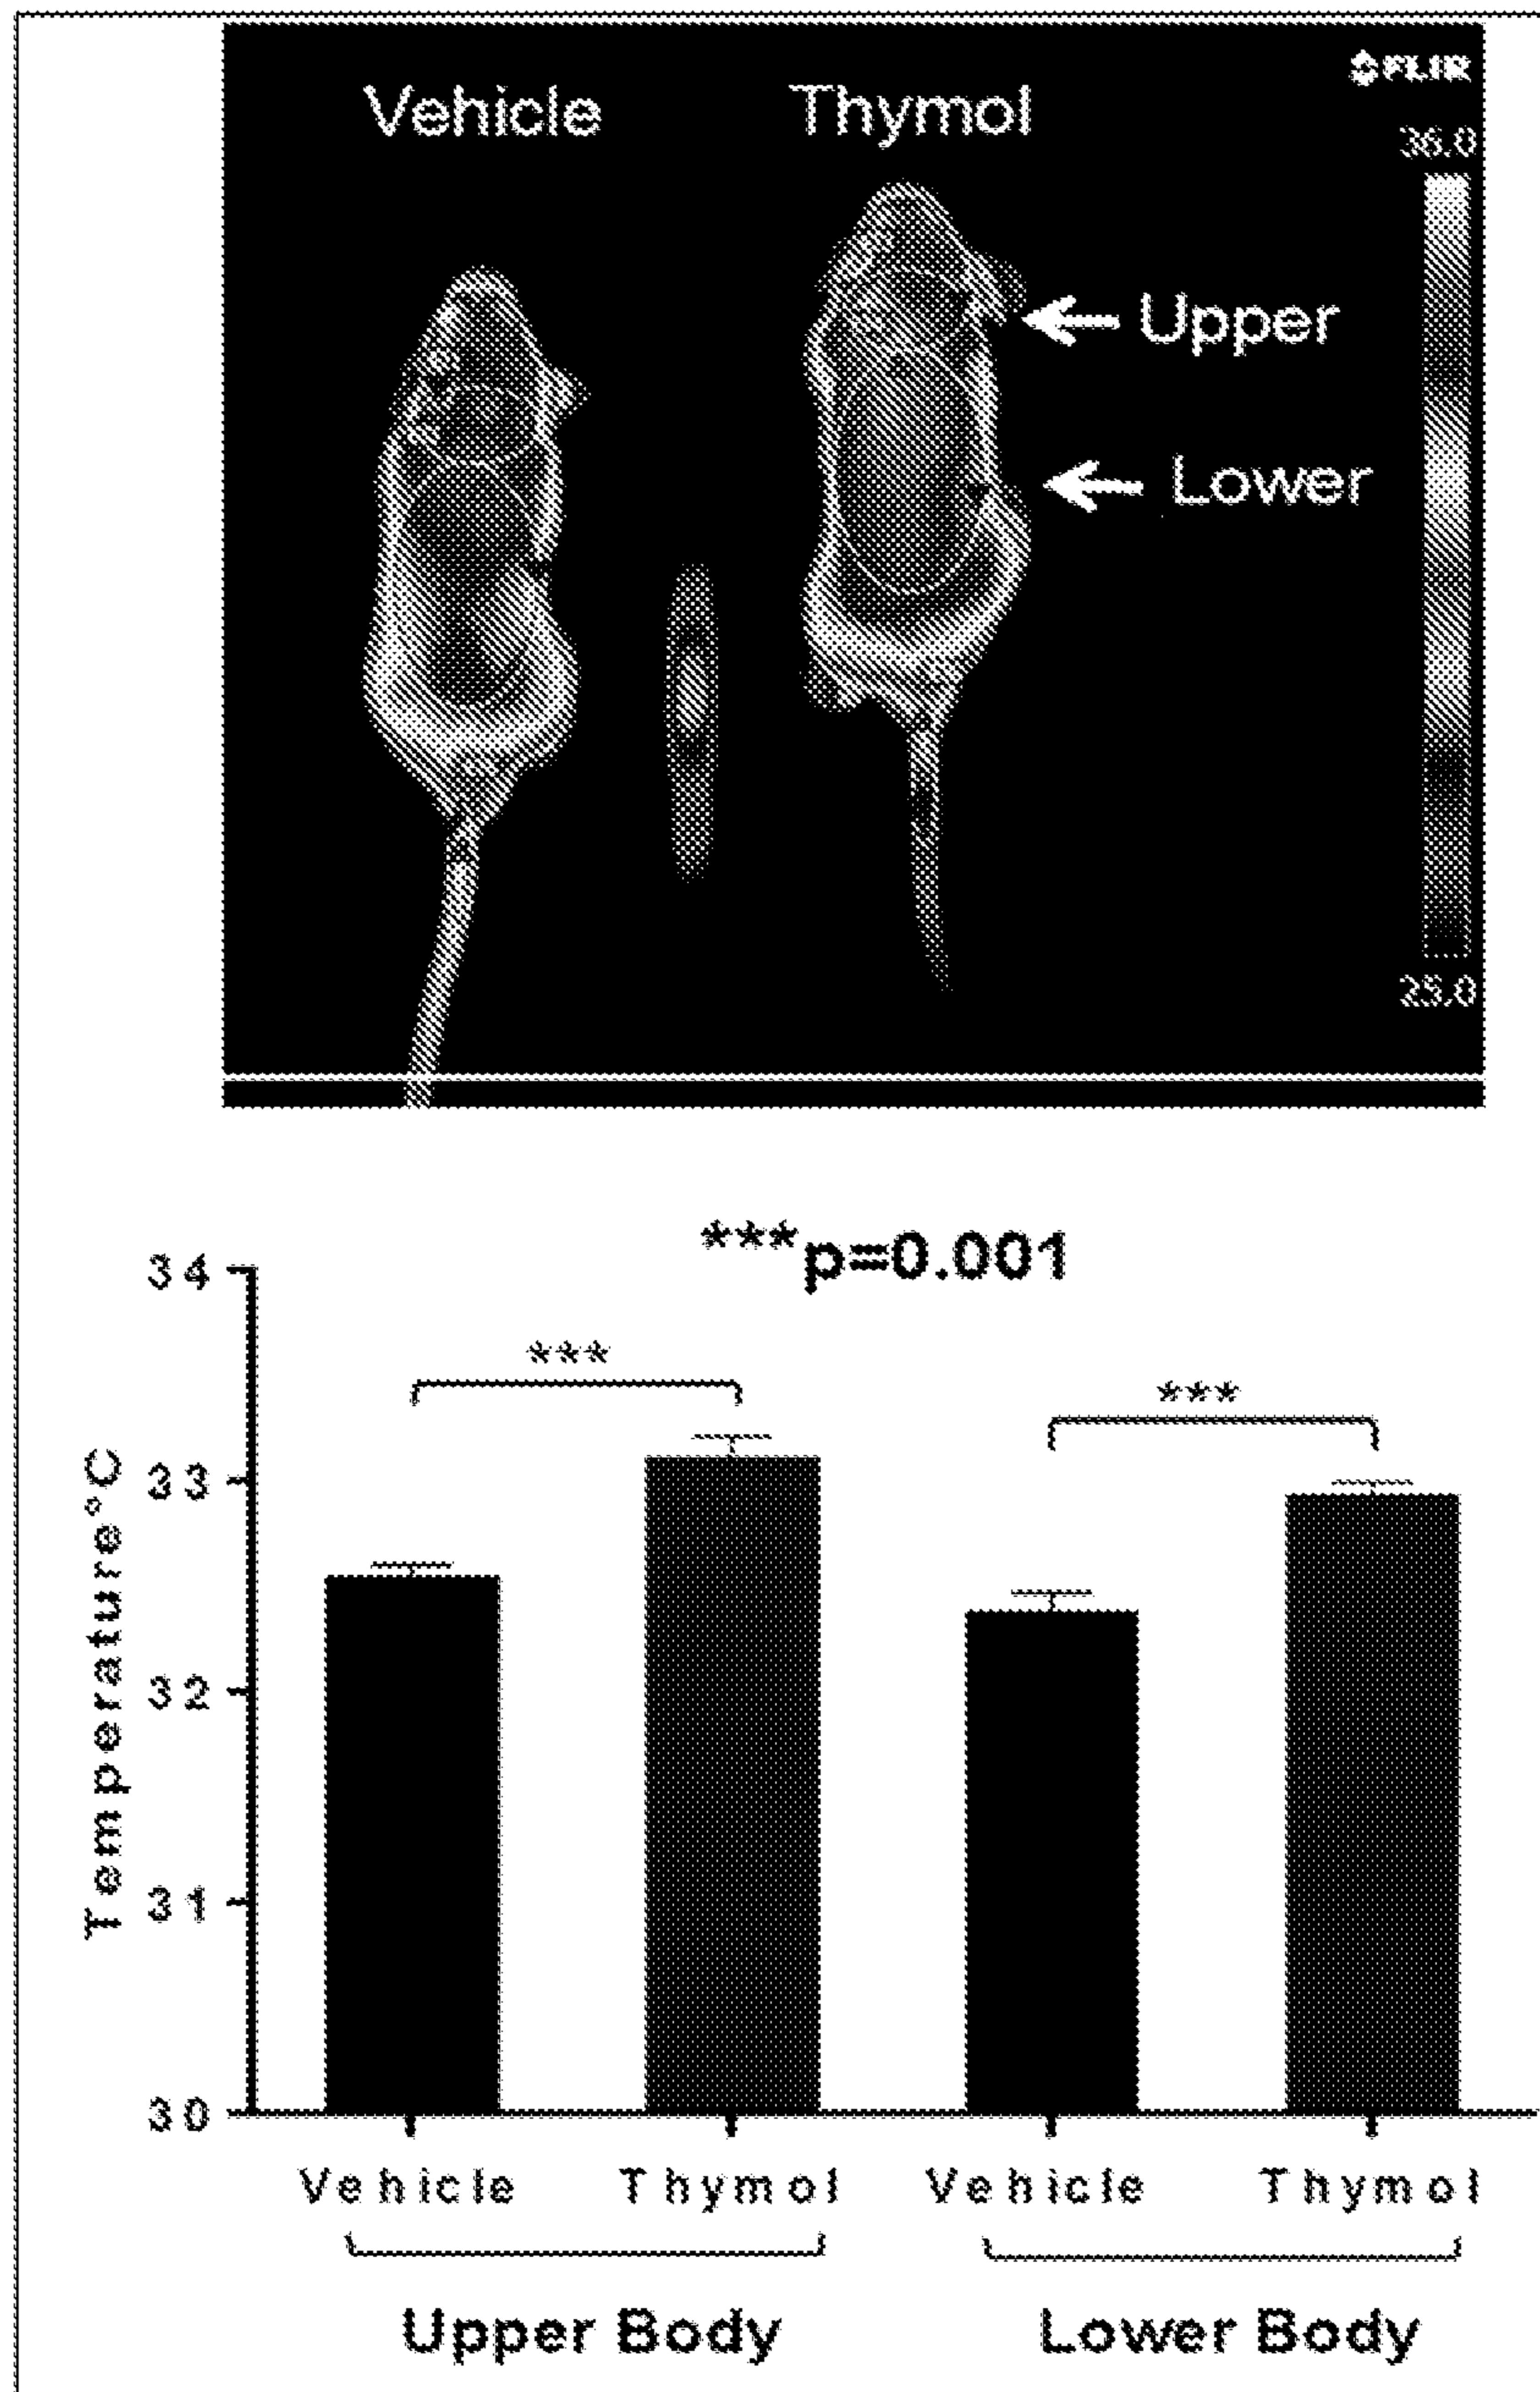 FLIR
Vehicle Thymol
36.0
Upper
Lower
25.0
***p=0.001
34
***
***
33
32
31
30
Temperature°C
Vehicle Thymol Vehicle Thymol
Upper Body Lower Body